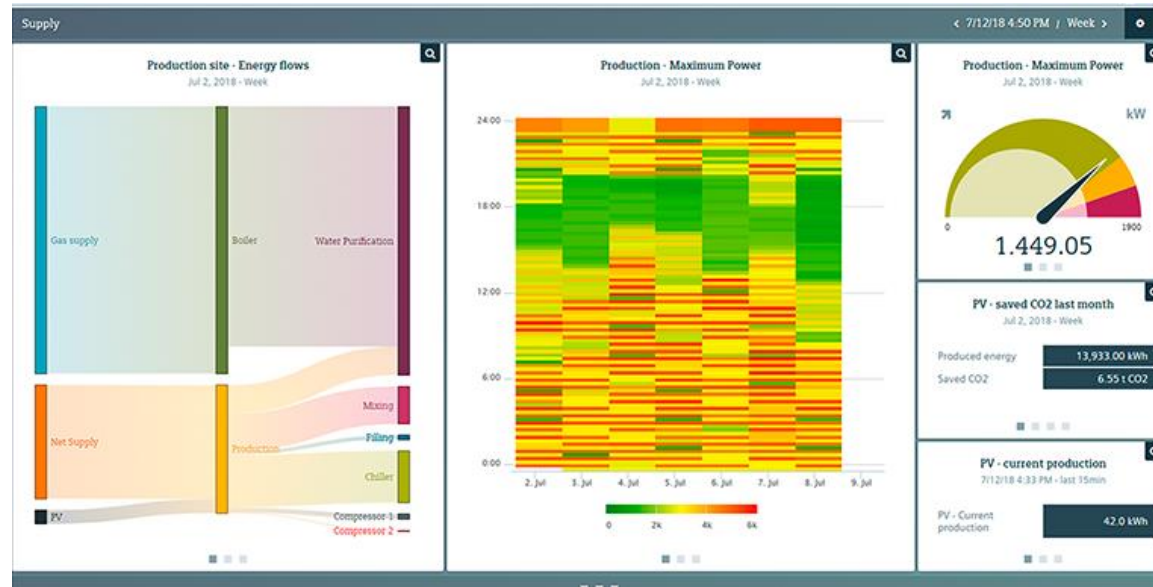 Supply
< 7/12/18 4:50 PM / Week >
Production site - Energy flows
Jul 2, 2018 - Week
Gas supply
Boiler
Water Purification
Net Supply
Production
Mixing
Filling
Chiller
PV
Compressor 1
Compressor 2
Production - Maximum Power
Jul 2, 2018 - Week
24:00
18:00
12:00
6:00
0:00
2. Jul 3. Jul 4. Jul 5. Jul 6. Jul 7. Jul 8. Jul 9. Jul
0 2k 4k 6k
Production - Maximum Power
Jul 2, 2018 - Week
kW
0 1900
1.449.05
PV - saved CO2 last month
Jul 2, 2018 - Week
Produced energy 13,933.00 kWh
Saved CO2 6.55 t CO2
PV - current production
7/12/18 4:33 PM - last 15min
PV - Current
production
42.0 kWh